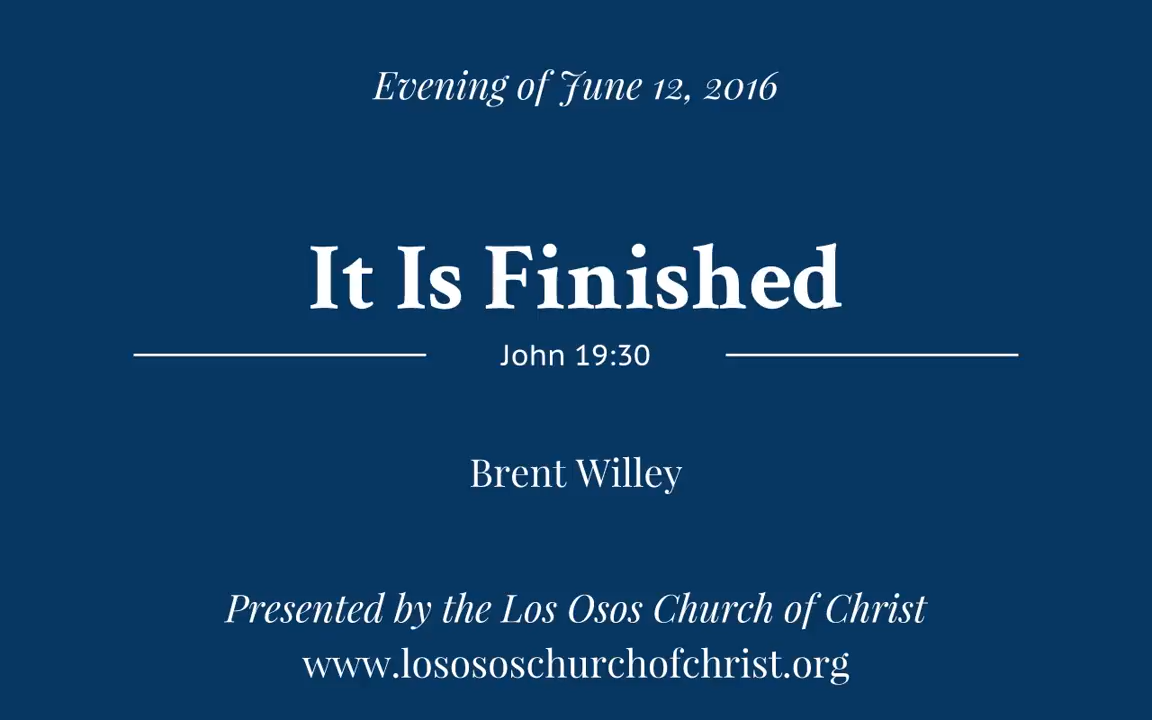 Evening of June 12, 2016
It Is Finished
John 19:30
Brent Willey
Presented by the Los Osos Church of Christ
www.losososchurchofchrist.org